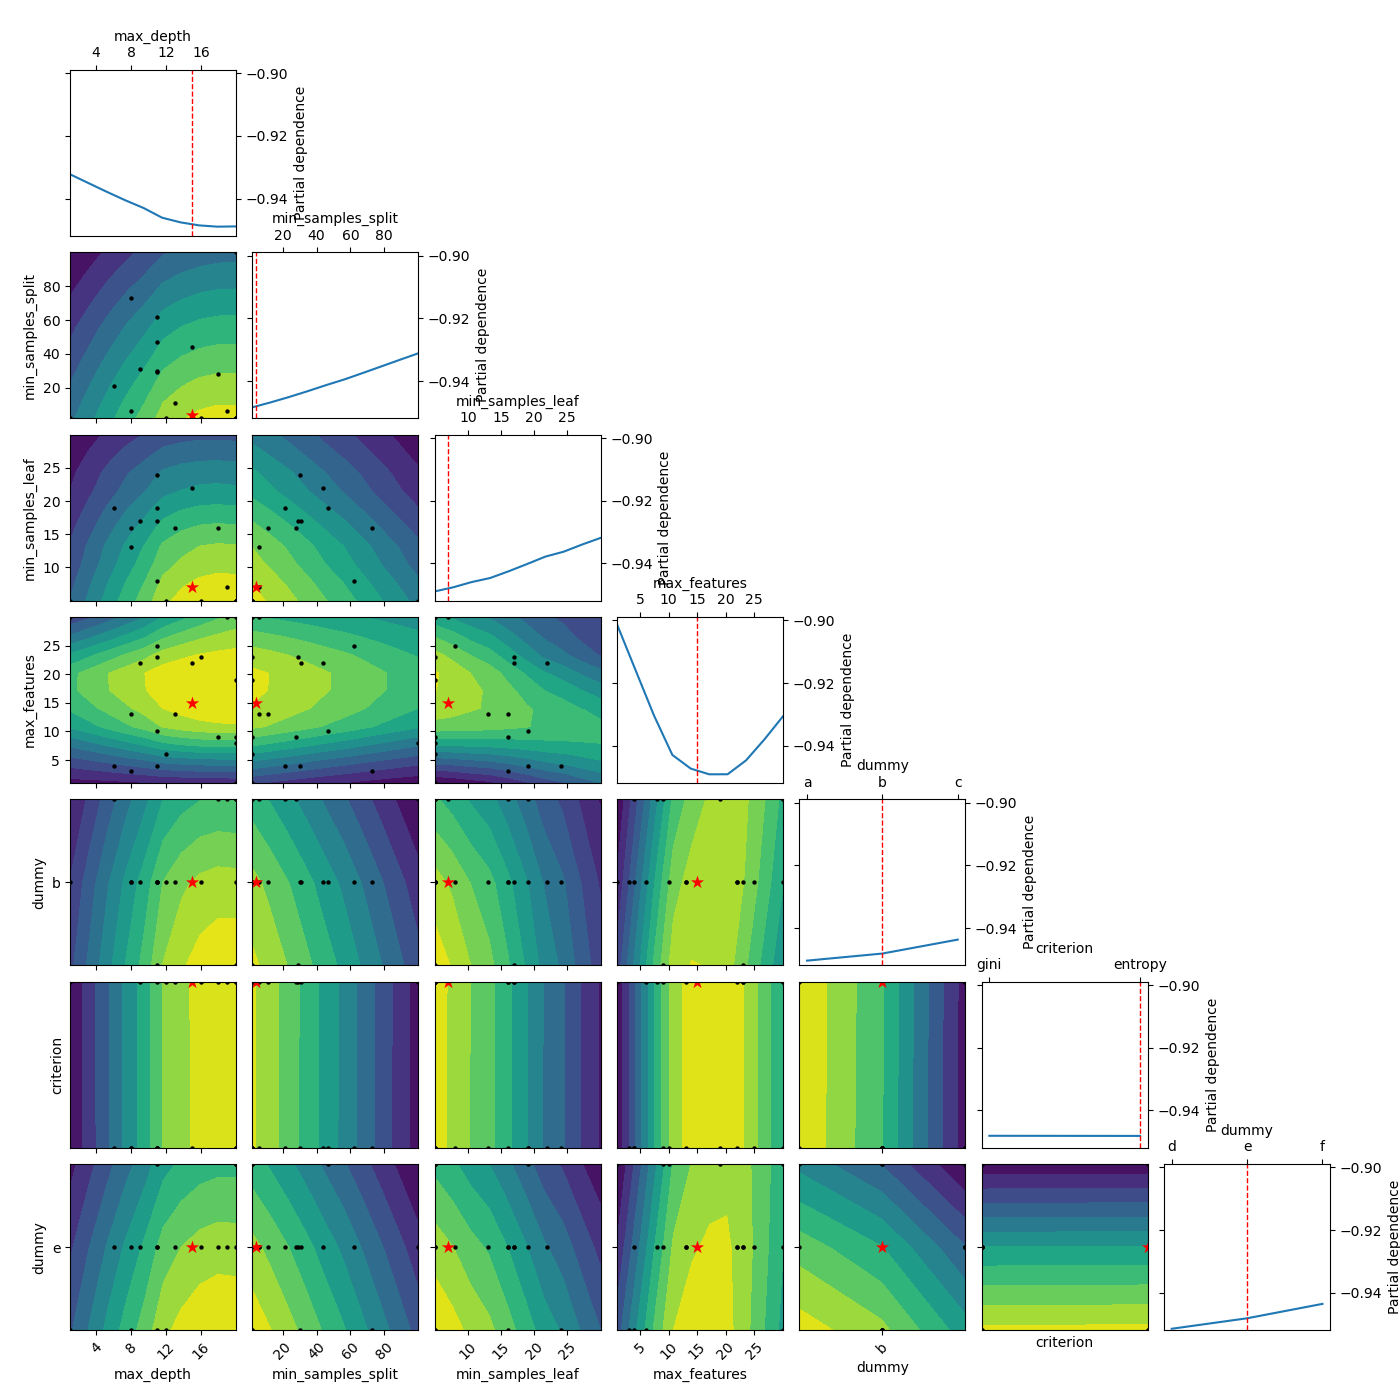 max_depth
4 8 12 16
−0.90
−0.92
−0.94
Partial dependence
min_samples_split
20 40 60 80
−0.90
−0.92
−0.94
Partial dependence
min_samples_split
80
60
40
20
min_samples_leaf
10 15 20 25
−0.90
−0.92
−0.94
Partial dependence
min_samples_leaf
25
20
15
10
max_features
5 10 15 20 25
−0.90
−0.92
−0.94
Partial dependence
max_features
25
20
15
10
5
dummy
a b c
−0.90
−0.92
−0.94
Partial dependence
dummy
b
criterion
gini entropy
−0.90
−0.92
−0.94
Partial dependence
criterion
dummy
d e f
−0.90
−0.92
−0.94
Partial dependence
dummy
e
4 8 12 16
max_depth
20 40 60 80
min_samples_split
10 15 20 25
min_samples_leaf
5 10 15 20 25
max_features
b
dummy
criterion